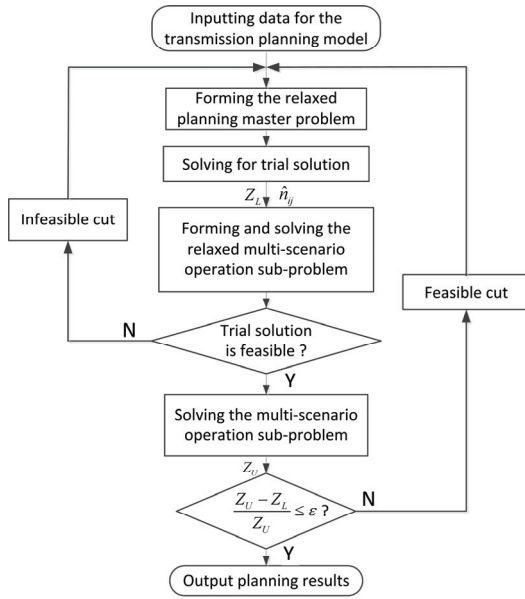 Inputting data for the
transmission planning model
Forming the relaxed
planning master problem
Solving for trial solution
Z_L n̂_ij
Infeasible cut
Forming and solving the
relaxed multi-scenario
operation sub-problem
Feasible cut
N
Trial solution
is feasible ?
Y
Solving the multi-scenario
operation sub-problem
Z_U
(Z_U − Z_L) / Z_U ≤ ε ?
N
Y
Output planning results